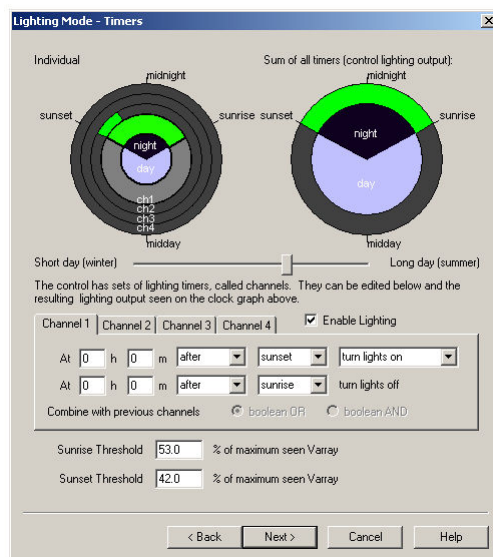 Lighting Mode - Timers
Individual
Sum of all timers (control lighting output):
midnight
sunset
sunrise
night
day
ch1
ch2
ch3
ch4
midday
midnight
sunset
sunrise
night
day
midday
Short day (winter)
Long day (summer)
The control has sets of lighting timers, called channels. They can be edited below and the
resulting lighting output seen on the clock graph above.
Channel 1 Channel 2 Channel 3 Channel 4 Enable Lighting
At 0 h 0 m after sunset turn lights on
At 0 h 0 m after sunrise turn lights off
Combine with previous channels boolean OR boolean AND
Sunrise Threshold 53.0 % of maximum seen Varray
Sunset Threshold 42.0 % of maximum seen Varray
< Back Next > Cancel Help